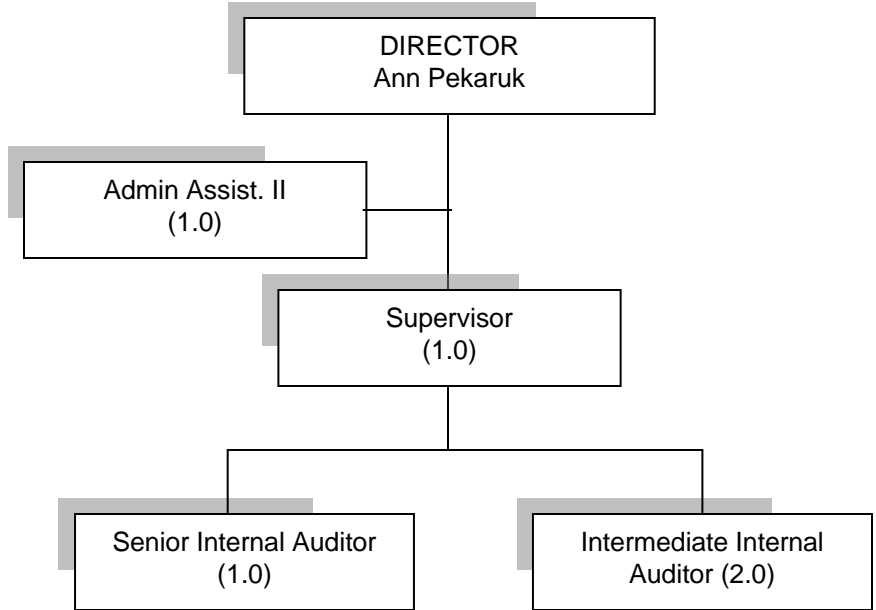 DIRECTOR
Ann Pekaruk
Admin Assist. II
(1.0)
Supervisor
(1.0)
Senior Internal Auditor
(1.0)
Intermediate Internal
Auditor (2.0)